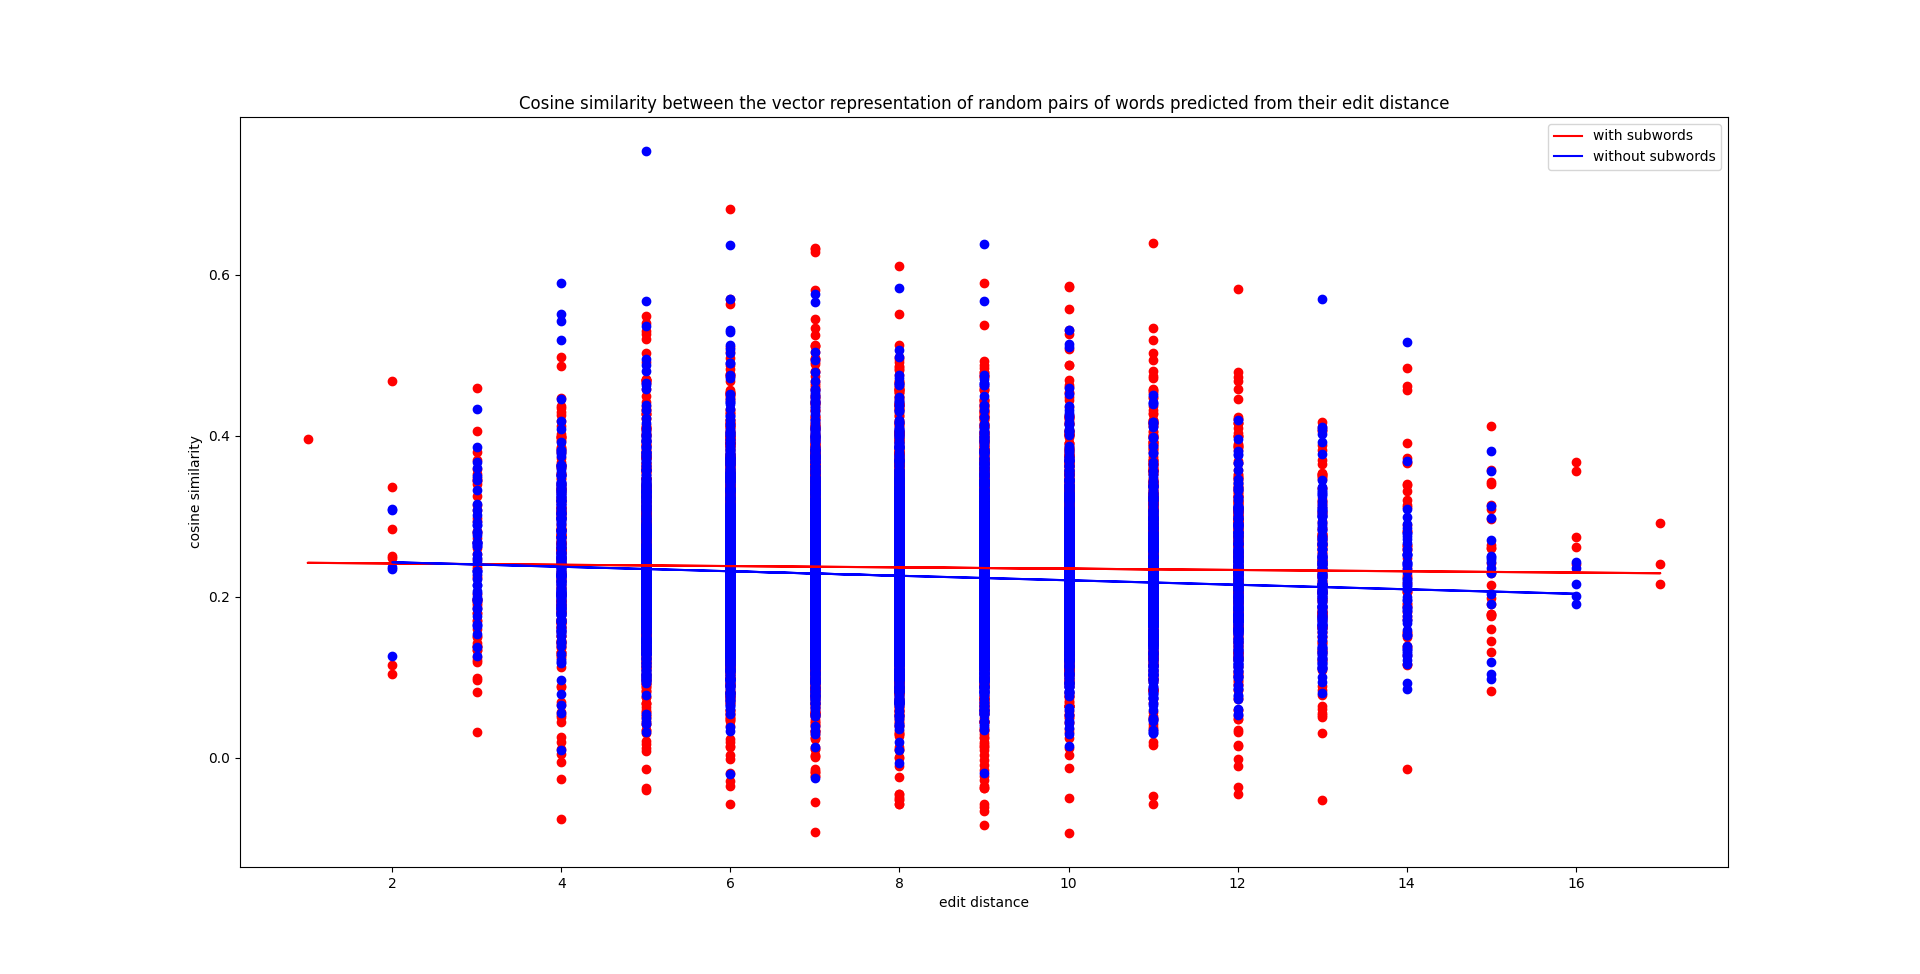 Cosine similarity between the vector representation of random pairs of words predicted from their edit distance
with subwords
without subwords
0.6
0.4
0.2
0.0
cosine similarity
2 4 6 8 10 12 14 16
edit distance